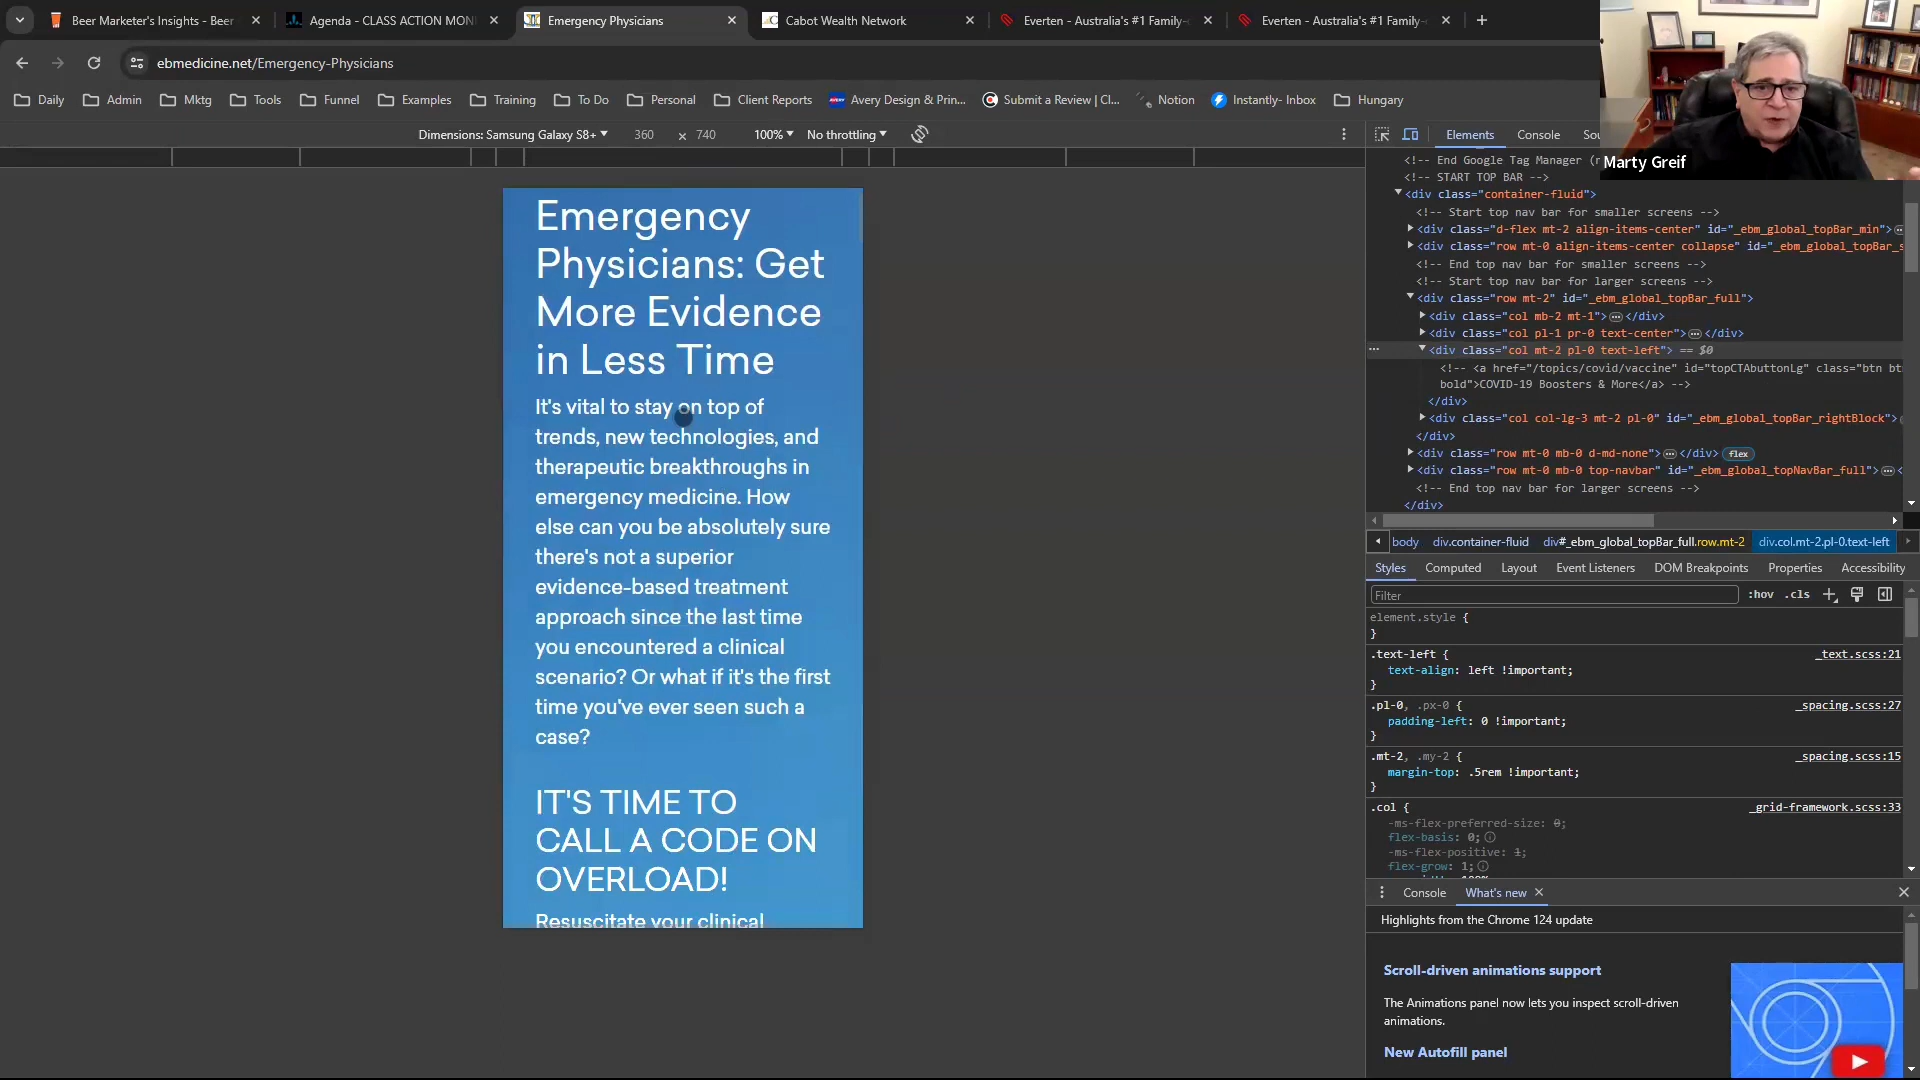 Beer Marketer's Insights - Beer
Agenda - CLASS ACTION MON
Emergency Physicians
Cabot Wealth Network
Everten - Australia's #1 Family-
Everten - Australia's #1 Family-
ebmedicine.net/Emergency-Physicians
Daily
Admin
Mktg
Tools
Funnel
Examples
Training
To Do
Personal
Client Reports
Avery Design & Prin...
Submit a Review | Cl...
Notion
Instantly- Inbox
Hungary
Marty Greif
Dimensions: Samsung Galaxy S8+
360 × 740
100%
No throttling
Emergency
Physicians: Get
More Evidence
in Less Time
It's vital to stay on top of
trends, new technologies, and
therapeutic breakthroughs in
emergency medicine. How
else can you be absolutely sure
there's not a superior
evidence-based treatment
approach since the last time
you encountered a clinical
scenario? Or what if it's the first
time you've ever seen such a
case?
IT'S TIME TO
CALL A CODE ON
OVERLOAD!
Resuscitate your clinical
Elements
Console
Sou
<!-- End Google Tag Manager (n
<!-- START TOP BAR -->
<div class="container-fluid">
<!-- Start top nav bar for smaller screens -->
<div class="d-flex mt-2 align-items-center" id="_ebm_global_topBar_min">
<div class="row mt-0 align-items-center collapse" id="_ebm_global_topBar_s
<!-- End top nav bar for smaller screens -->
<!-- Start top nav bar for larger screens -->
<div class="row mt-2" id="_ebm_global_topBar_full">
<div class="col mb-2 mt-1"> … </div>
<div class="col pl-1 pr-0 text-center"> … </div>
<div class="col mt-2 pl-0 text-left"> == $0
<!-- <a href="/topics/covid/vaccine" id="topCTAbuttonLg" class="btn bt
bold">COVID-19 Boosters & More</a> -->
</div>
<div class="col col-lg-3 mt-2 pl-0" id="_ebm_global_topBar_rightBlock">
</div>
<div class="row mt-0 mb-0 d-md-none"> … </div> flex
<div class="row mt-0 mb-0 top-navbar" id="_ebm_global_topNavBar_full"> … <
<!-- End top nav bar for larger screens -->
</div>
body
div.container-fluid
div#_ebm_global_topBar_full.row.mt-2
div.col.mt-2.pl-0.text-left
Styles
Computed
Layout
Event Listeners
DOM Breakpoints
Properties
Accessibility
Filter
:hov .cls
element.style {
}
.text-left {
_text.scss:21
text-align: left !important;
}
.pl-0, .px-0 {
_spacing.scss:27
padding-left: 0 !important;
}
.mt-2, .my-2 {
_spacing.scss:15
margin-top: .5rem !important;
}
.col {
_grid-framework.scss:33
-ms-flex-preferred-size: 0;
flex-basis: 0;
-ms-flex-positive: 1;
flex-grow: 1;
Console
What's new
Highlights from the Chrome 124 update
Scroll-driven animations support
The Animations panel now lets you inspect scroll-driven
animations.
New Autofill panel